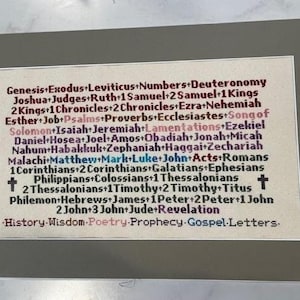 Genesis+Exodus+Leviticus+Numbers+Deuteronomy
Joshua+Judges+Ruth+1Samuel+2Samuel+1Kings
2Kings+1Chronicles+2Chronicles+Ezra+Nehemiah
Esther+Job+Psalms+Proverbs+Ecclesiastes+Song of
Solomon+Isaiah+Jeremiah+Lamentations+Ezekiel
Daniel+Hosea+Joel+Amos+Obadiah+Jonah+Micah
Nahum+Habakkuk+Zephaniah+Haggai+Zechariah
Malachi+Matthew+Mark+Luke+John+Acts+Romans
1Corinthians+2Corinthians+Galatians+Ephesians
Philippians+Colossians+1Thessalonians
2Thessalonians+1Timothy+2Timothy+Titus
Philemon+Hebrews+James+1Peter+2Peter+1John
2John+3John+Jude+Revelation
History·Wisdom·Poetry·Prophecy·Gospel·Letters